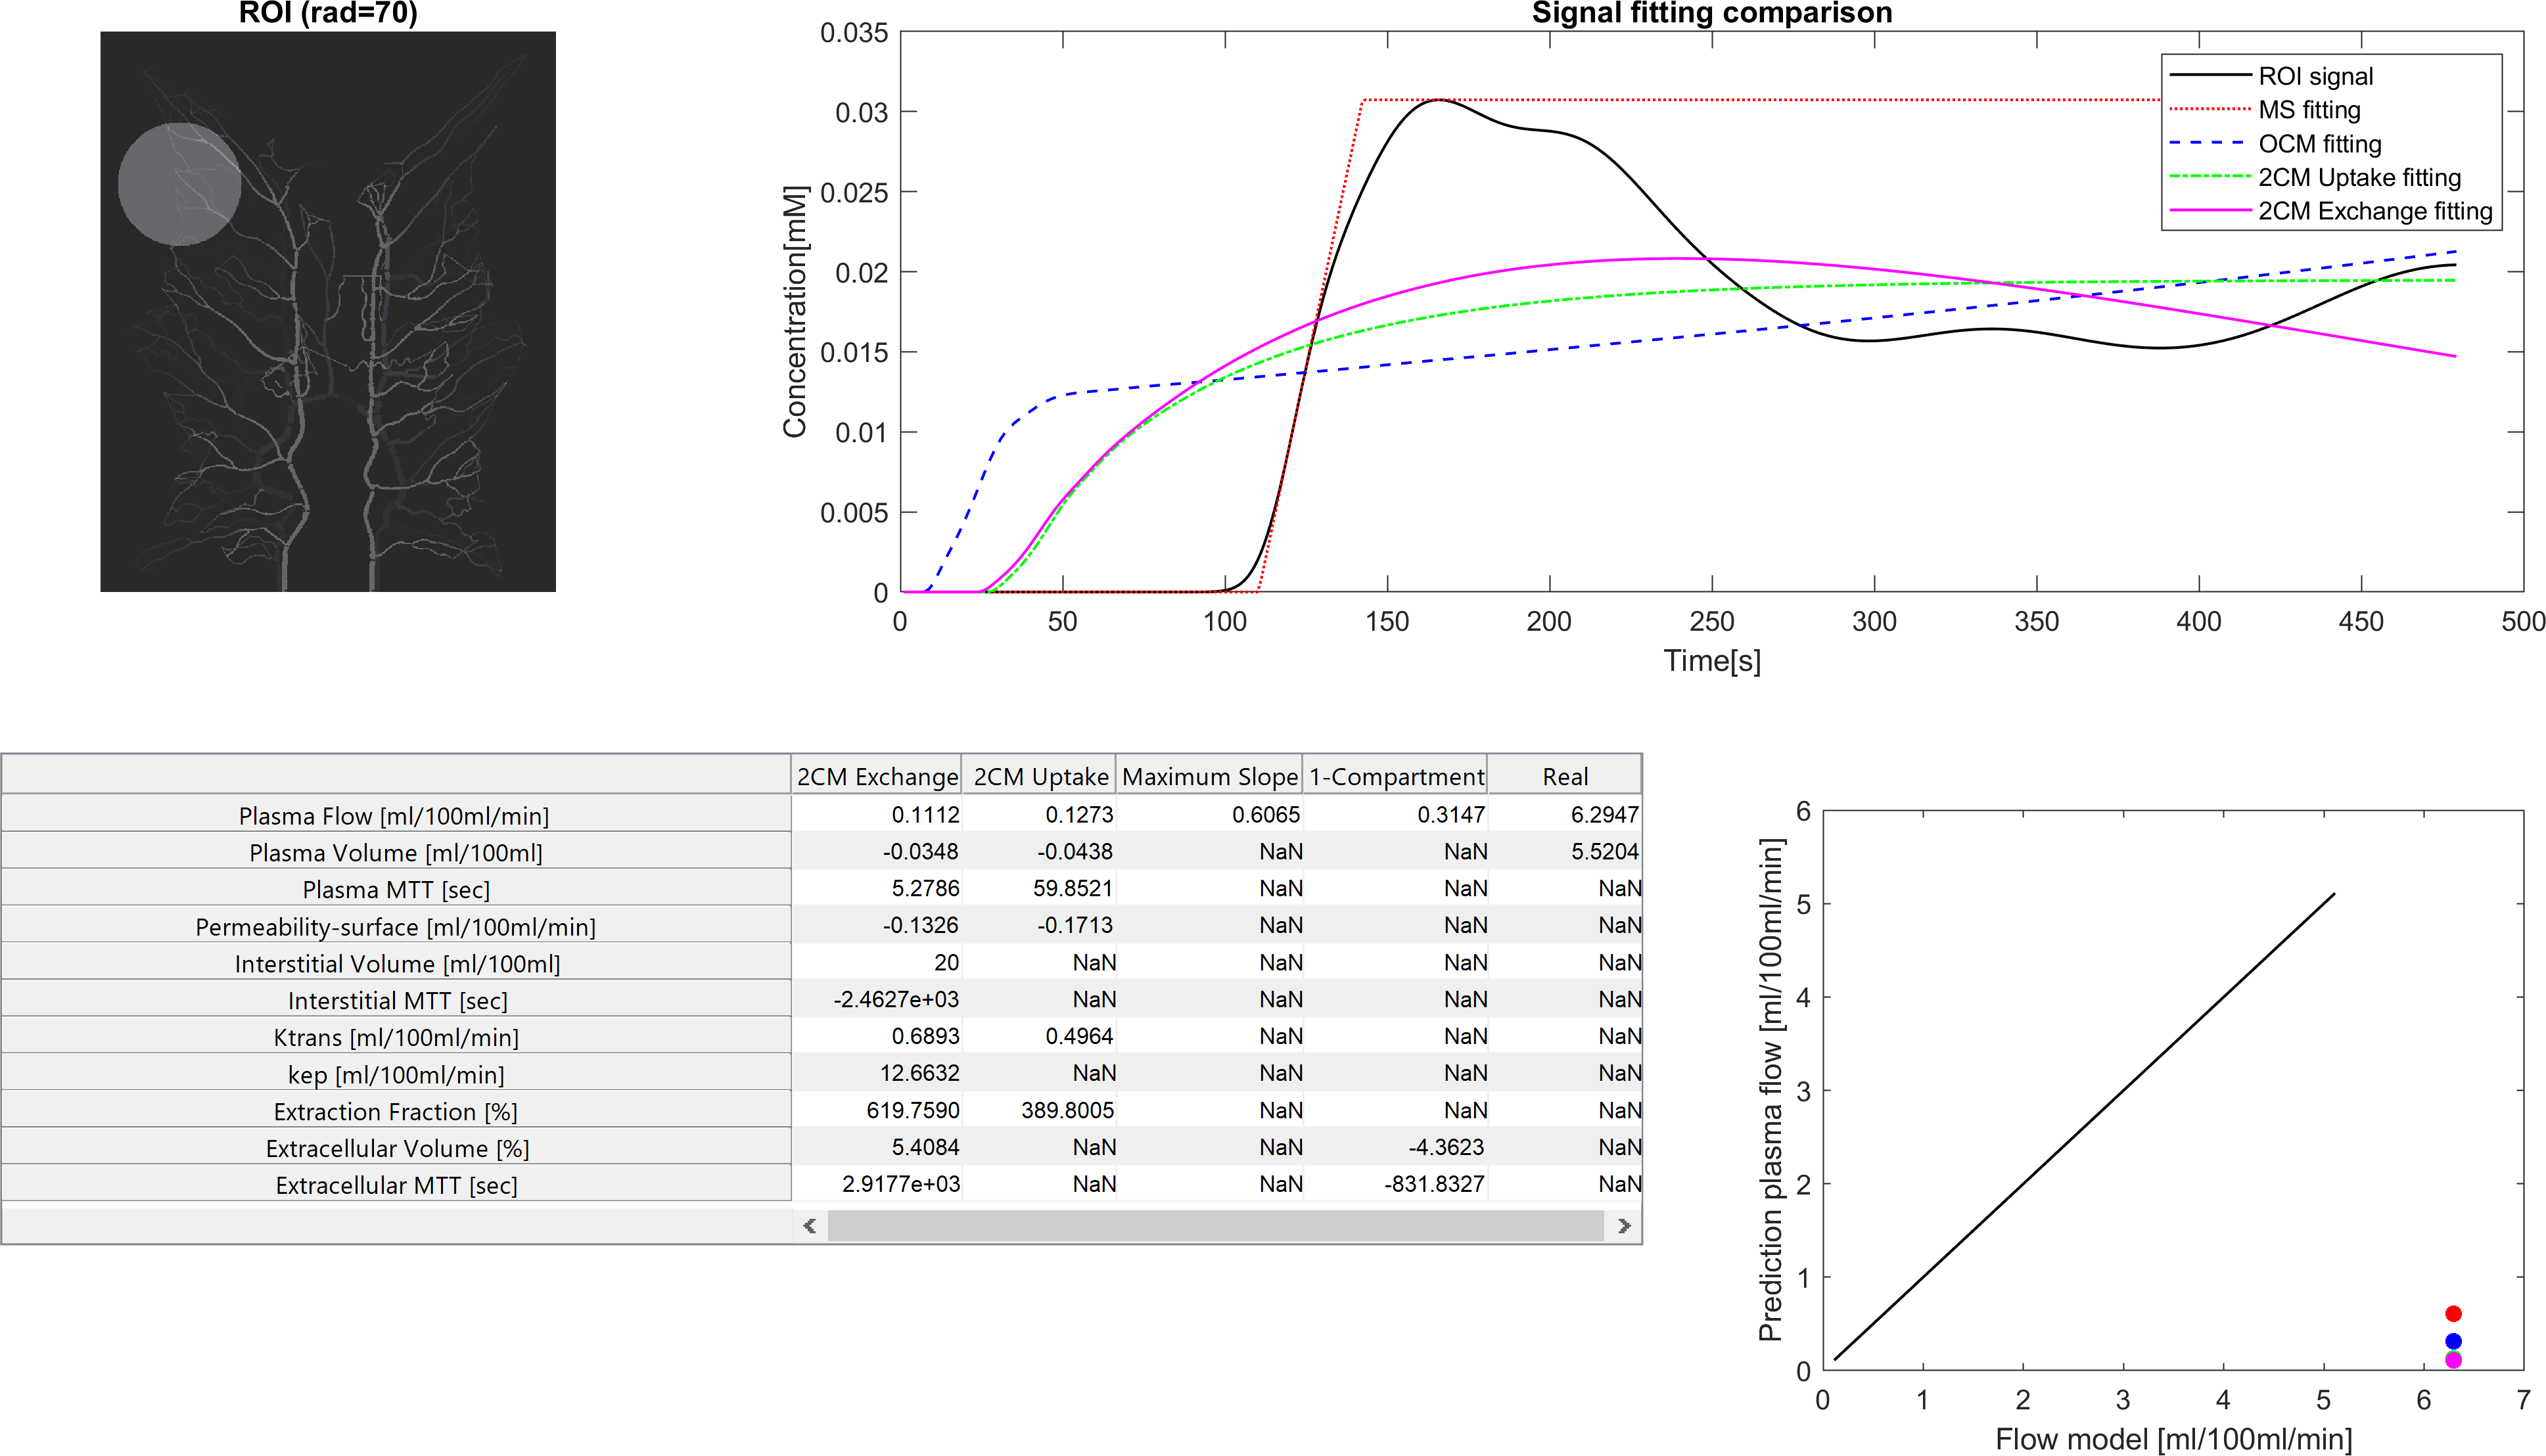 ROI (rad=70)
Signal fitting comparison
0.035
0.03
0.025
0.02
0.015
0.01
0.005
0
Concentration[mM]
0 50 100 150 200 250 300 350 400 450 500
Time[s]
ROI signal
MS fitting
OCM fitting
2CM Uptake fitting
2CM Exchange fitting
2CM Exchange 2CM Uptake Maximum Slope 1-Compartment Real
Plasma Flow [ml/100ml/min] 0.1112 0.1273 0.6065 0.3147 6.2947
Plasma Volume [ml/100ml] -0.0348 -0.0438 NaN NaN 5.5204
Plasma MTT [sec] 5.2786 59.8521 NaN NaN NaN
Permeability-surface [ml/100ml/min] -0.1326 -0.1713 NaN NaN NaN
Interstitial Volume [ml/100ml] 20 NaN NaN NaN NaN
Interstitial MTT [sec] -2.4627e+03 NaN NaN NaN NaN
Ktrans [ml/100ml/min] 0.6893 0.4964 NaN NaN NaN
kep [ml/100ml/min] 12.6632 NaN NaN NaN NaN
Extraction Fraction [%] 619.7590 389.8005 NaN NaN NaN
Extracellular Volume [%] 5.4084 NaN NaN -4.3623 NaN
Extracellular MTT [sec] 2.9177e+03 NaN NaN -831.8327 NaN
6
5
4
3
2
1
0
Prediction plasma flow [ml/100ml/min]
0 1 2 3 4 5 6 7
Flow model [ml/100ml/min]